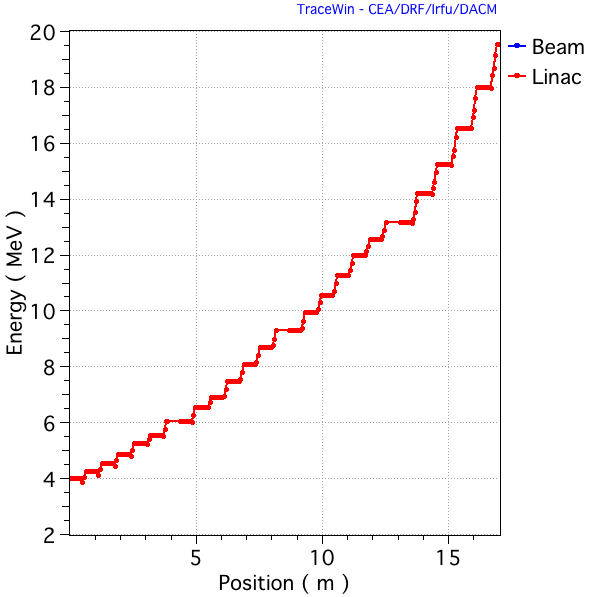 TraceWin - CEA/DRF/Irfu/DACM
Beam
Linac
20
18
16
14
12
10
8
6
4
2
Energy ( MeV )
5
10
15
Position ( m )